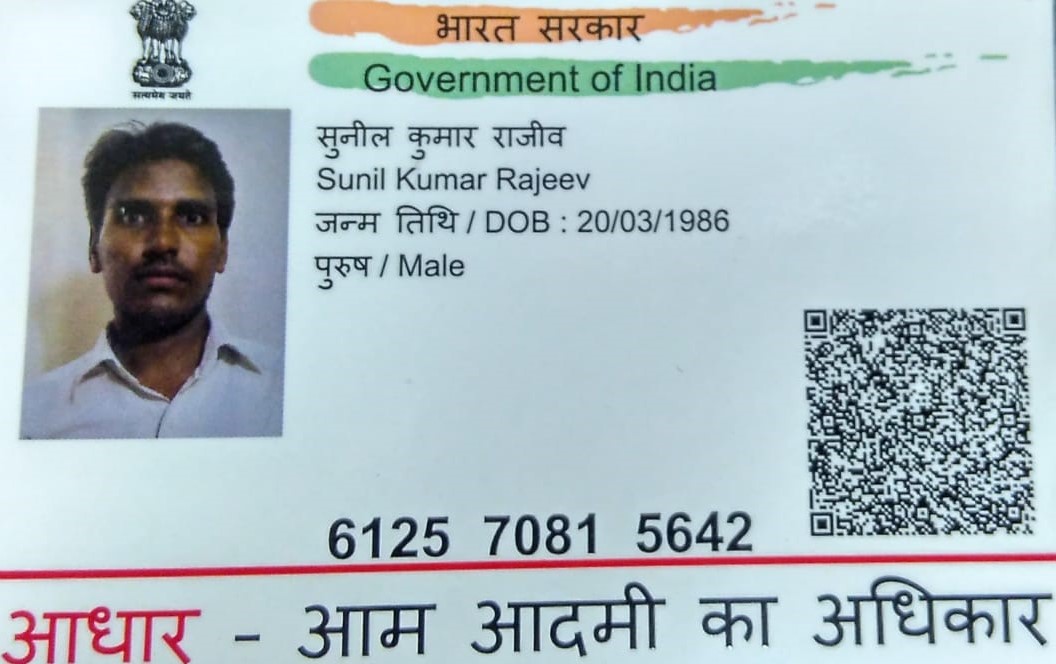 भारत सरकार
Government of India
सत्यमेव जयते
सुनील कुमार राजीव
Sunil Kumar Rajeev
जन्म तिथि / DOB : 20/03/1986
पुरुष / Male
6125 7081 5642
आधार - आम आदमी का अधिकार